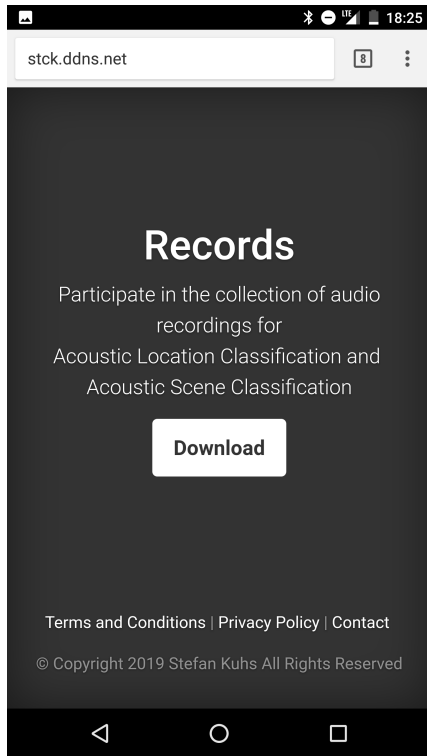 LTE 18:25
stck.ddns.net 8
Records
Participate in the collection of audio
recordings for
Acoustic Location Classification and
Acoustic Scene Classification
Download
Terms and Conditions | Privacy Policy | Contact
© Copyright 2019 Stefan Kuhs All Rights Reserved